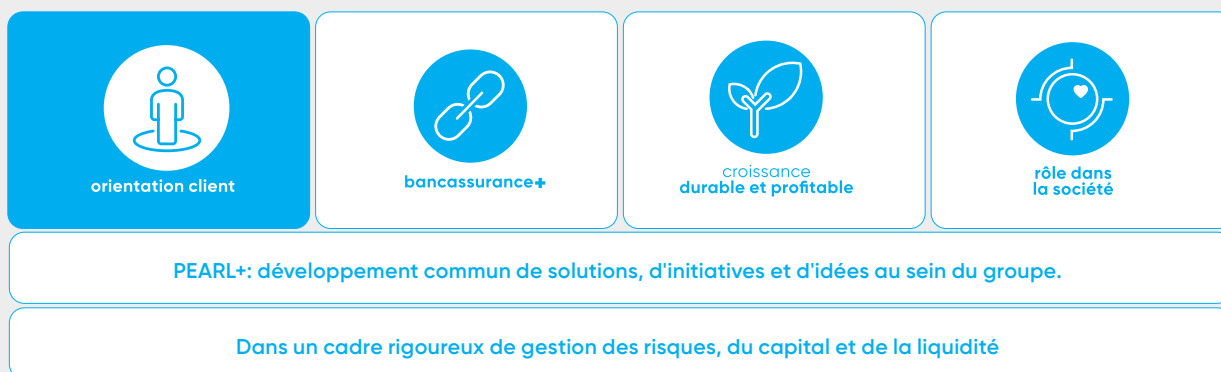 orientation client
bancassurance+
croissance
durable et profitable
rôle dans
la société
PEARL+: développement commun de solutions, d'initiatives et d'idées au sein du groupe.
Dans un cadre rigoureux de gestion des risques, du capital et de la liquidité